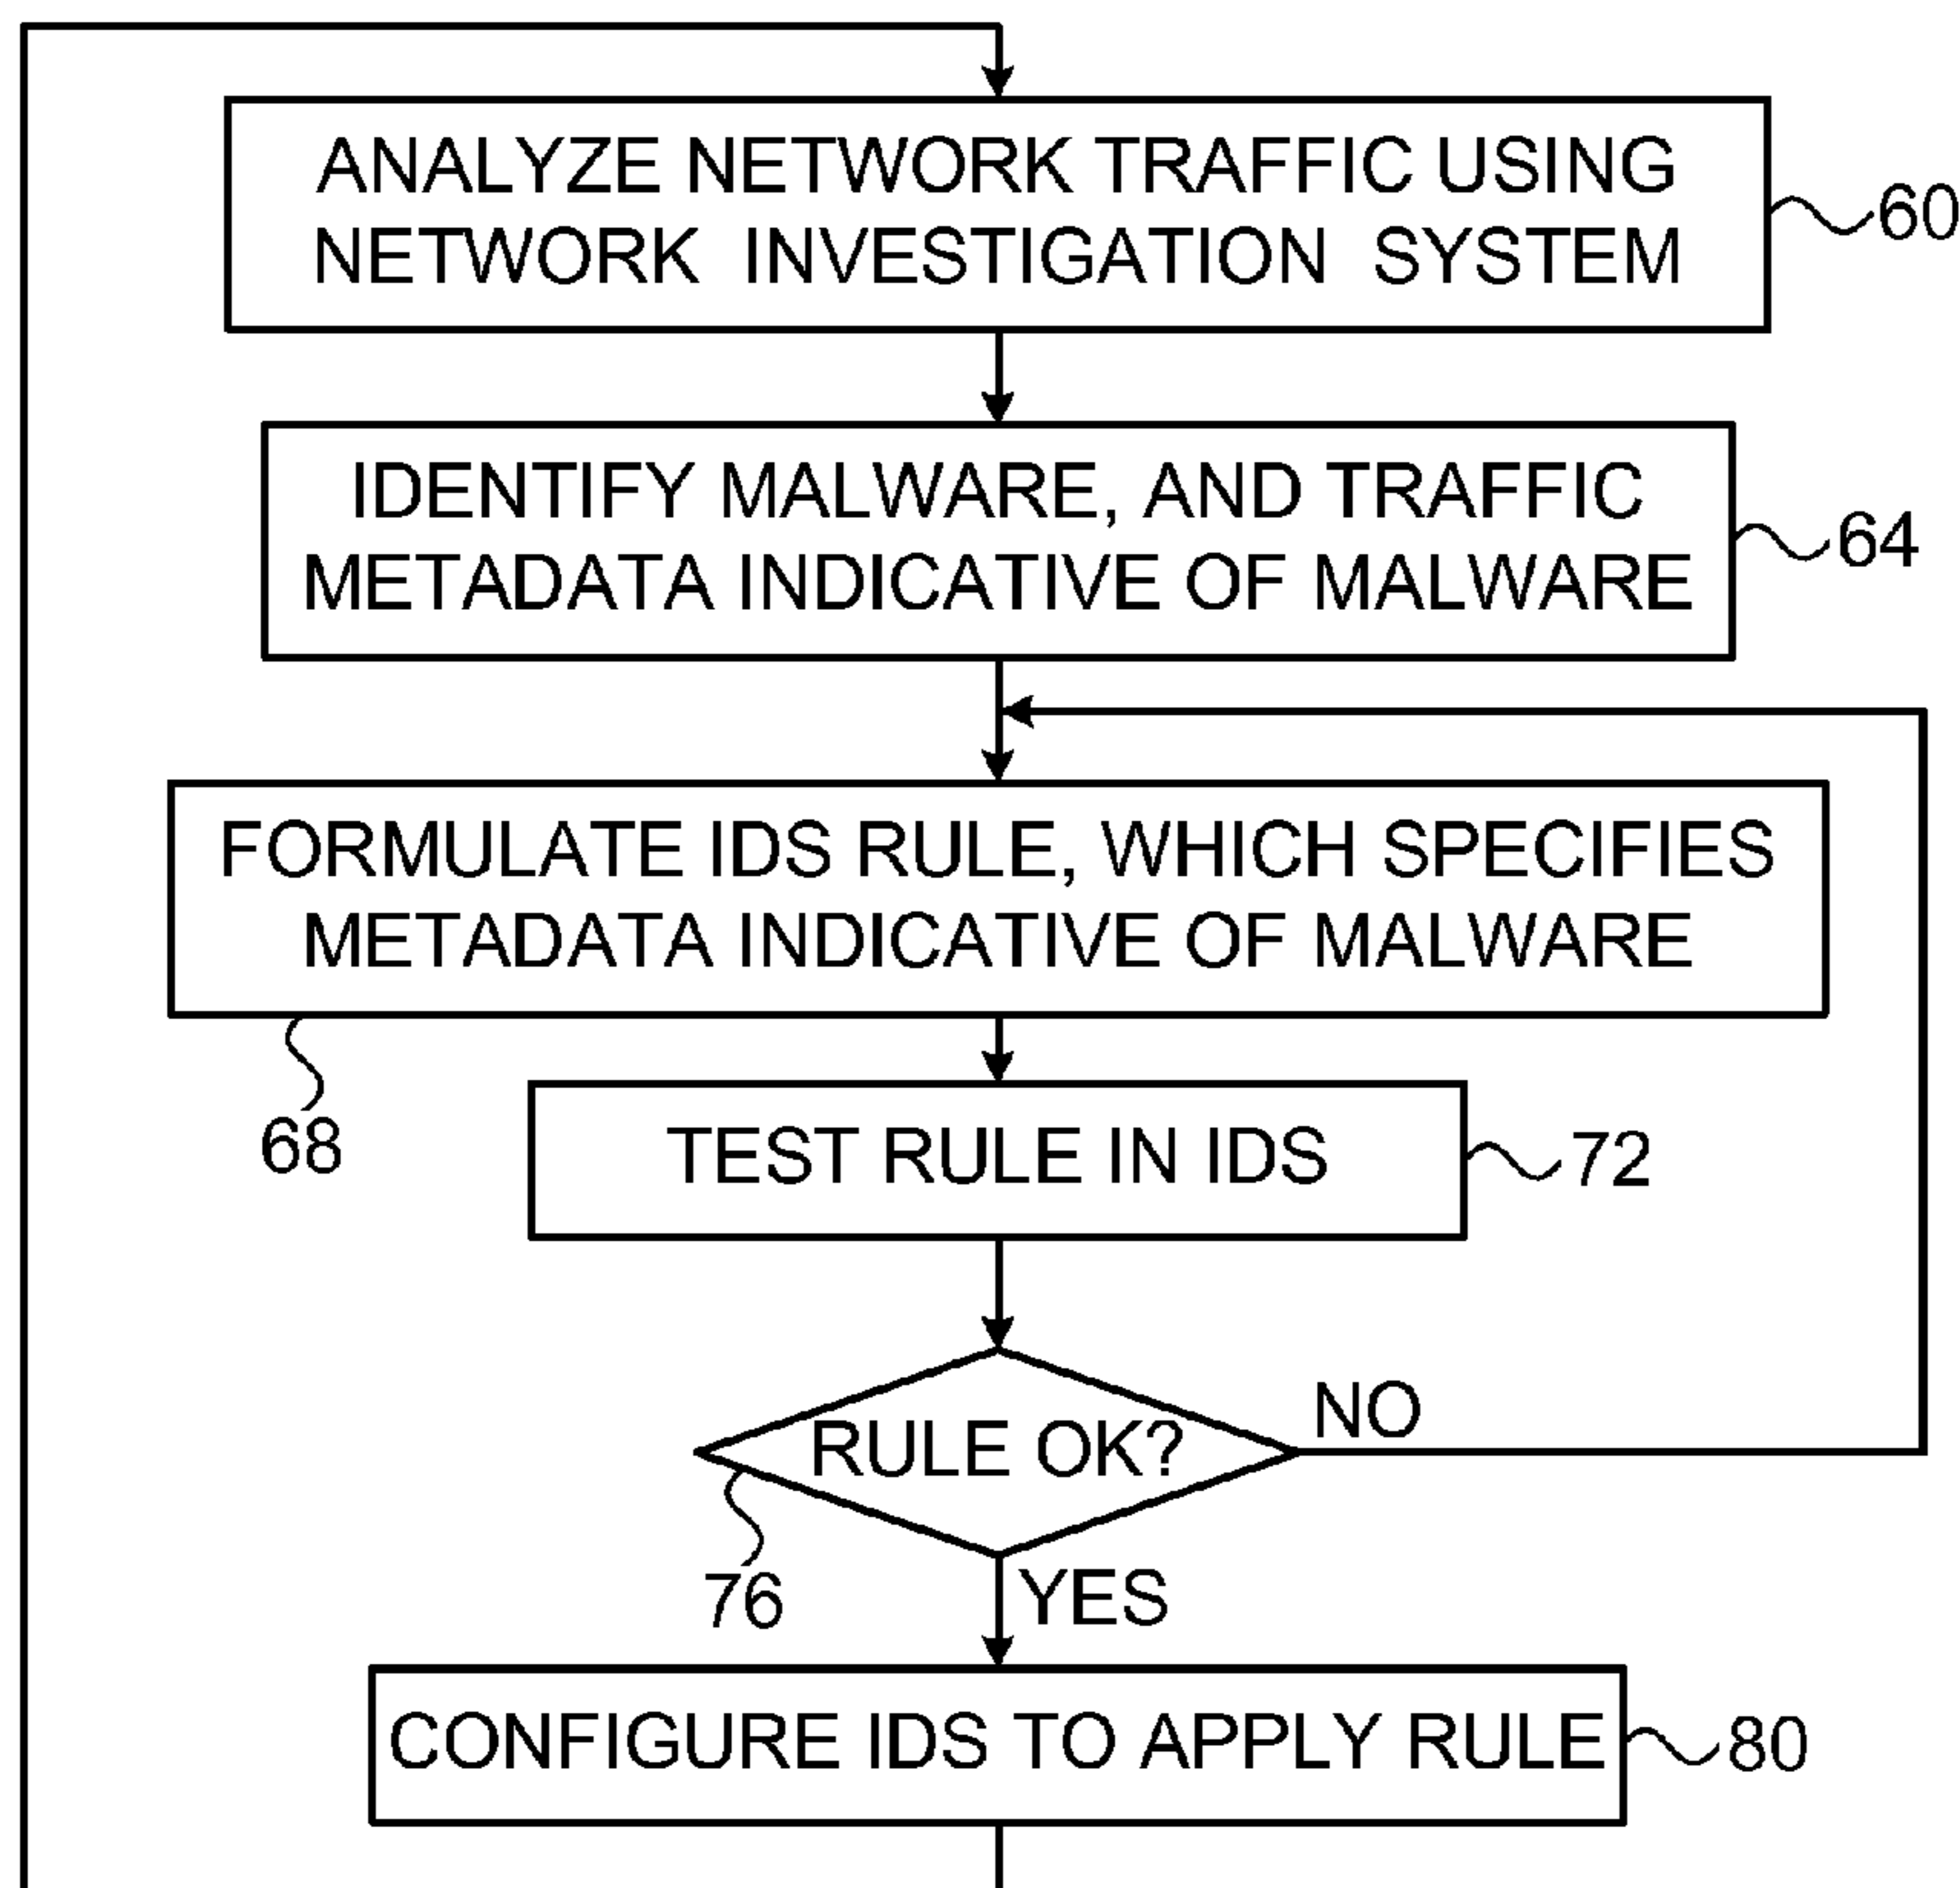 ANALYZE NETWORK TRAFFIC USING
NETWORK INVESTIGATION SYSTEM
60
IDENTIFY MALWARE, AND TRAFFIC
METADATA INDICATIVE OF MALWARE
64
FORMULATE IDS RULE, WHICH SPECIFIES
METADATA INDICATIVE OF MALWARE
68
TEST RULE IN IDS
72
RULE OK?
NO
76
YES
CONFIGURE IDS TO APPLY RULE
80